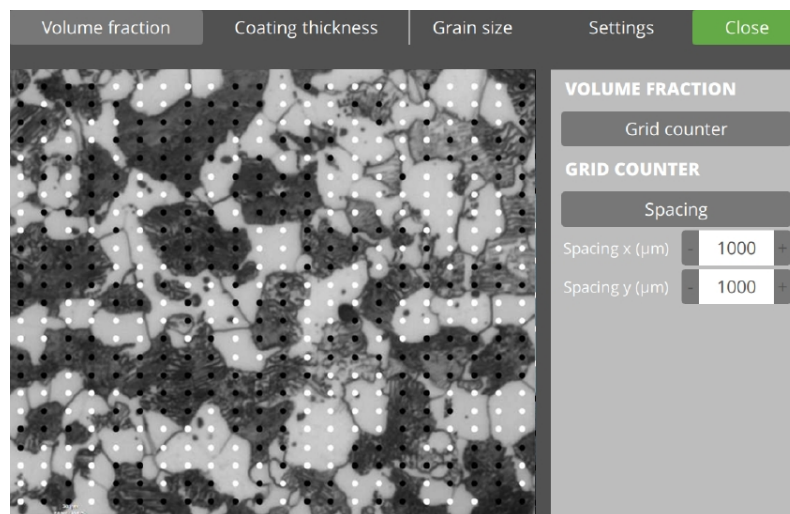 Volume fraction Coating thickness Grain size Settings Close
VOLUME FRACTION
Grid counter
GRID COUNTER
Spacing
Spacing x (µm) - 1000 +
Spacing y (µm) - 1000 +